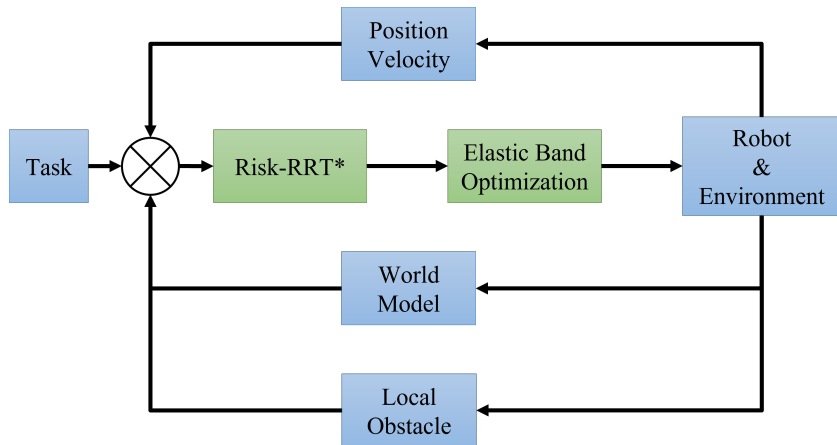 Position
Velocity
Task
Risk-RRT*
Elastic Band
Optimization
Robot
&
Environment
World
Model
Local
Obstacle